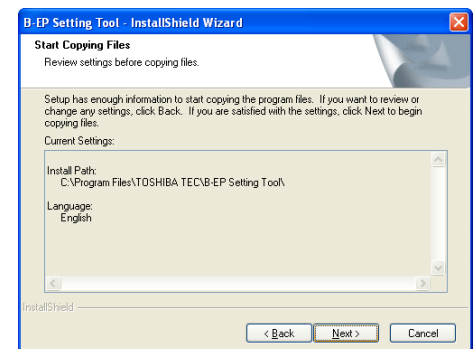 B-EP Setting Tool - InstallShield Wizard
Start Copying Files
Review settings before copying files.
Setup has enough information to start copying the program files. If you want to review or
change any settings, click Back. If you are satisfied with the settings, click Next to begin
copying files.
Current Settings:
Install Path:
C:\Program Files\TOSHIBA TEC\B-EP Setting Tool\
Language:
English
InstallShield
< Back
Next >
Cancel